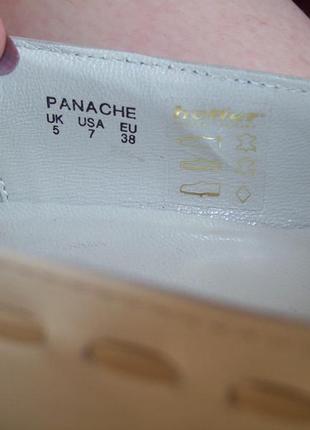 PANACHE
UK USA EU
5 7 38
hotter